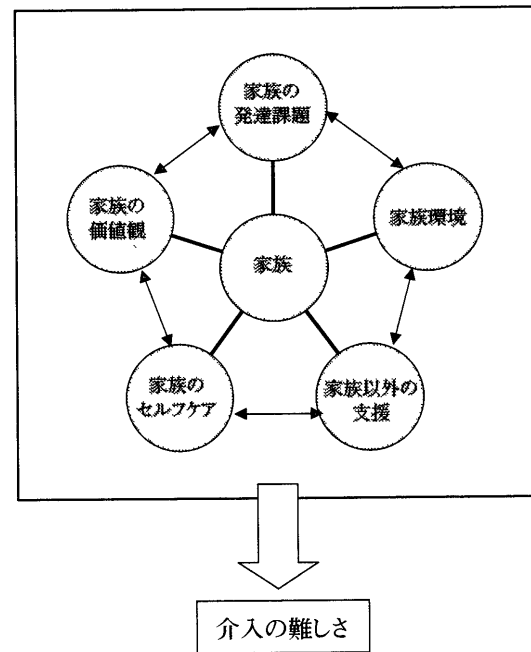 家族の
発達課題
家族の
価値観
家族環境
家族
家族の
セルフケア
家族以外の
支援
介入の難しさ